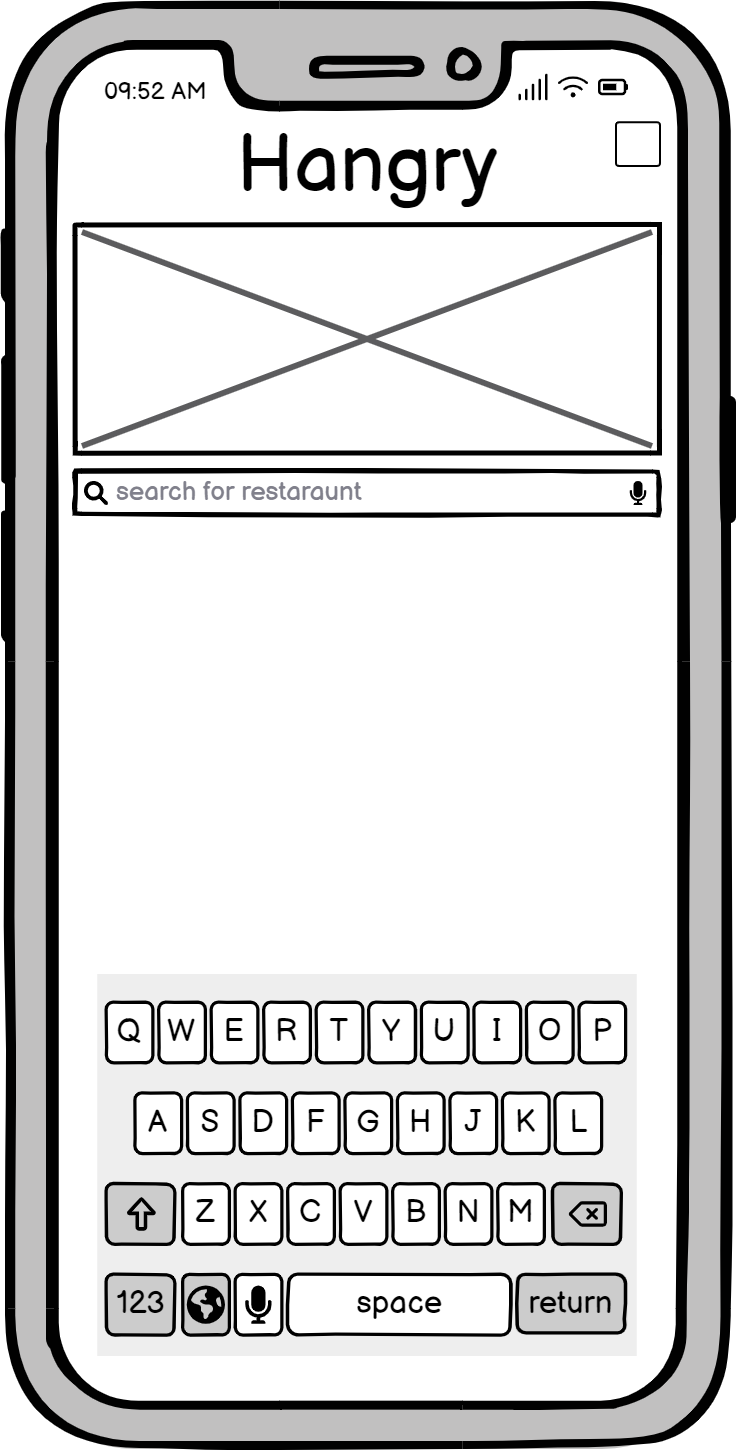 09:52 AM
Hangry
search for restaraunt
Q W E R T Y U I O P
A S D F G H J K L
Z X C V B N M
123 space return